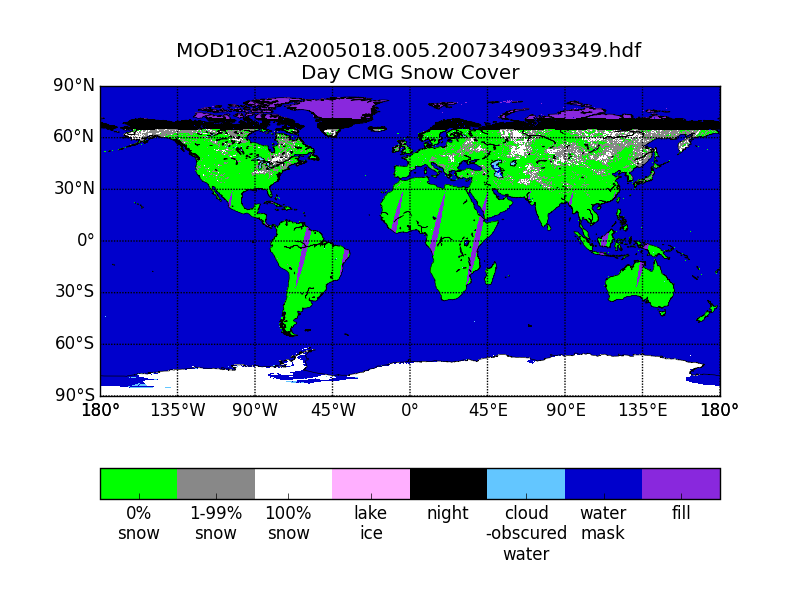 MOD10C1.A2005018.005.2007349093349.hdf
Day CMG Snow Cover
90°N
60°N
30°N
0°
30°S
60°S
90°S
180° 135°W 90°W 45°W 0° 45°E 90°E 135°E 180°
0% 1-99% 100% lake night cloud water fill
snow snow snow ice -obscured mask
water